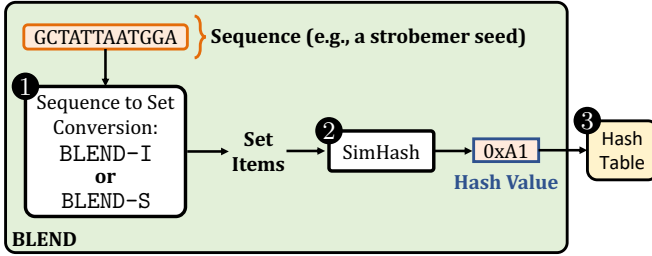 GCTATTAATGGA
Sequence (e.g., a strobemer seed)
1
Sequence to Set
Conversion:
BLEND-I
or
BLEND-S
Set
Items
2
SimHash
0xA1
Hash Value
3
Hash
Table
BLEND